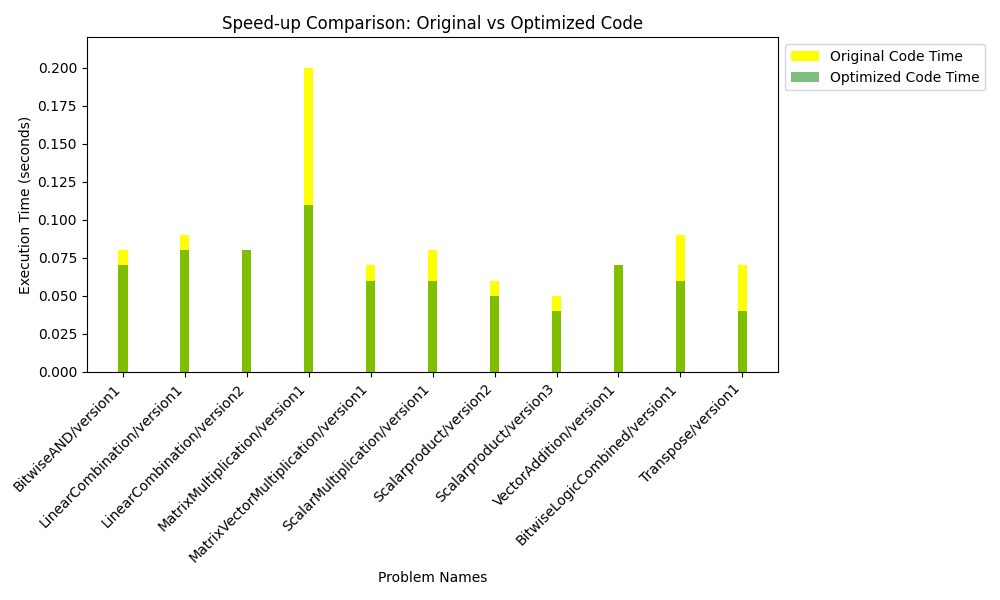 Speed-up Comparison: Original vs Optimized Code
Original Code Time
Optimized Code Time
Execution Time (seconds)
0.200
0.175
0.150
0.125
0.100
0.075
0.050
0.025
0.000
BitwiseAND/version1
LinearCombination/version1
LinearCombination/version2
MatrixMultiplication/version1
MatrixVectorMultiplication/version1
ScalarMultiplication/version1
Scalarproduct/version2
Scalarproduct/version3
VectorAddition/version1
BitwiseLogicCombined/version1
Transpose/version1
Problem Names